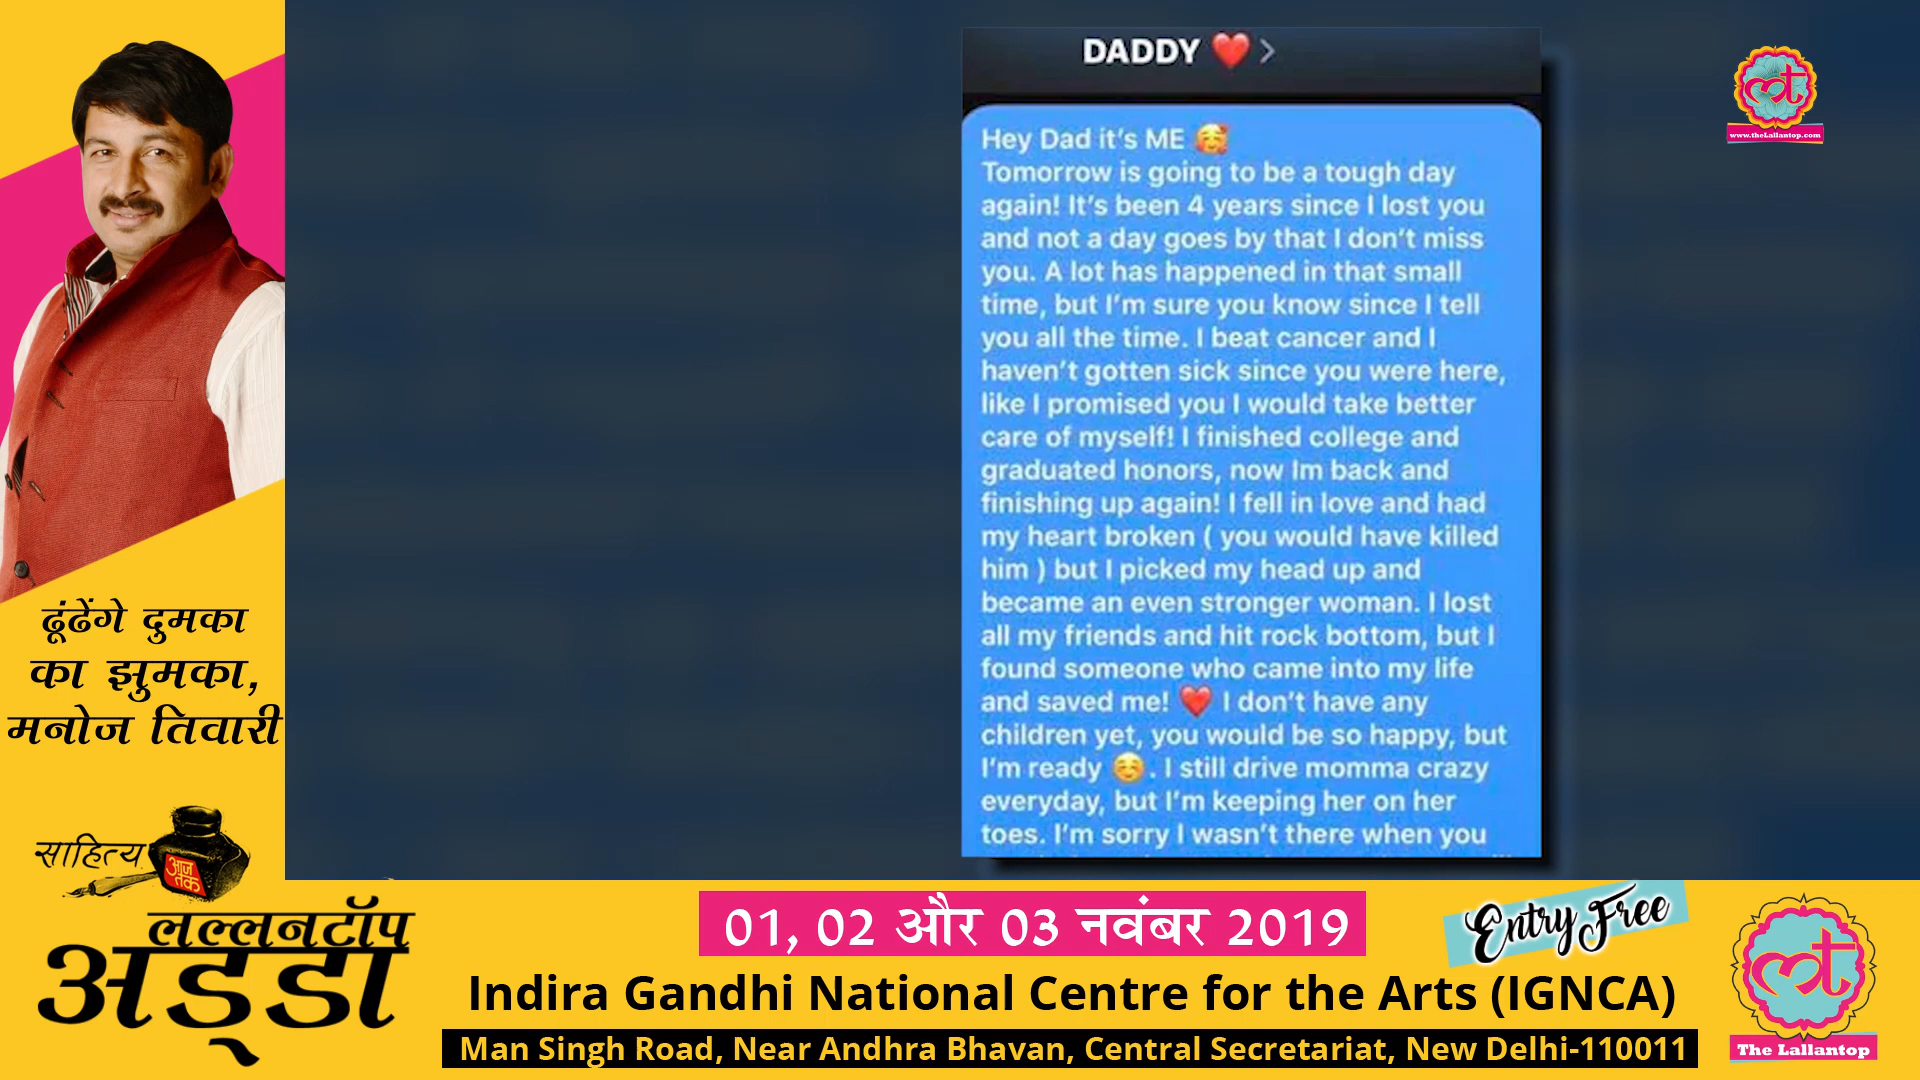 DADDY ❤️ >
Hey Dad it's ME 🥰
Tomorrow is going to be a tough day
again! It's been 4 years since I lost you
and not a day goes by that I don't miss
you. A lot has happened in that small
time, but I'm sure you know since I tell
you all the time. I beat cancer and I
haven't gotten sick since you were here,
like I promised you I would take better
care of myself! I finished college and
graduated honors, now Im back and
finishing up again! I fell in love and had
my heart broken ( you would have killed
him ) but I picked my head up and
became an even stronger woman. I lost
all my friends and hit rock bottom, but I
found someone who came into my life
and saved me! ❤️ I don't have any
children yet, you would be so happy, but
I'm ready ☺️. I still drive momma crazy
everyday, but I'm keeping her on her
toes. I'm sorry I wasn't there when you
lt
www.theLallantop.com
ढूंढेंगे दुमका
का झुमका,
मनोज तिवारी
साहित्य
आज तक
लल्लनटॉप
अड्डा
01, 02 और 03 नवंबर 2019
Entry Free
Indira Gandhi National Centre for the Arts (IGNCA)
Man Singh Road, Near Andhra Bhavan, Central Secretariat, New Delhi-110011
lt
The Lallantop